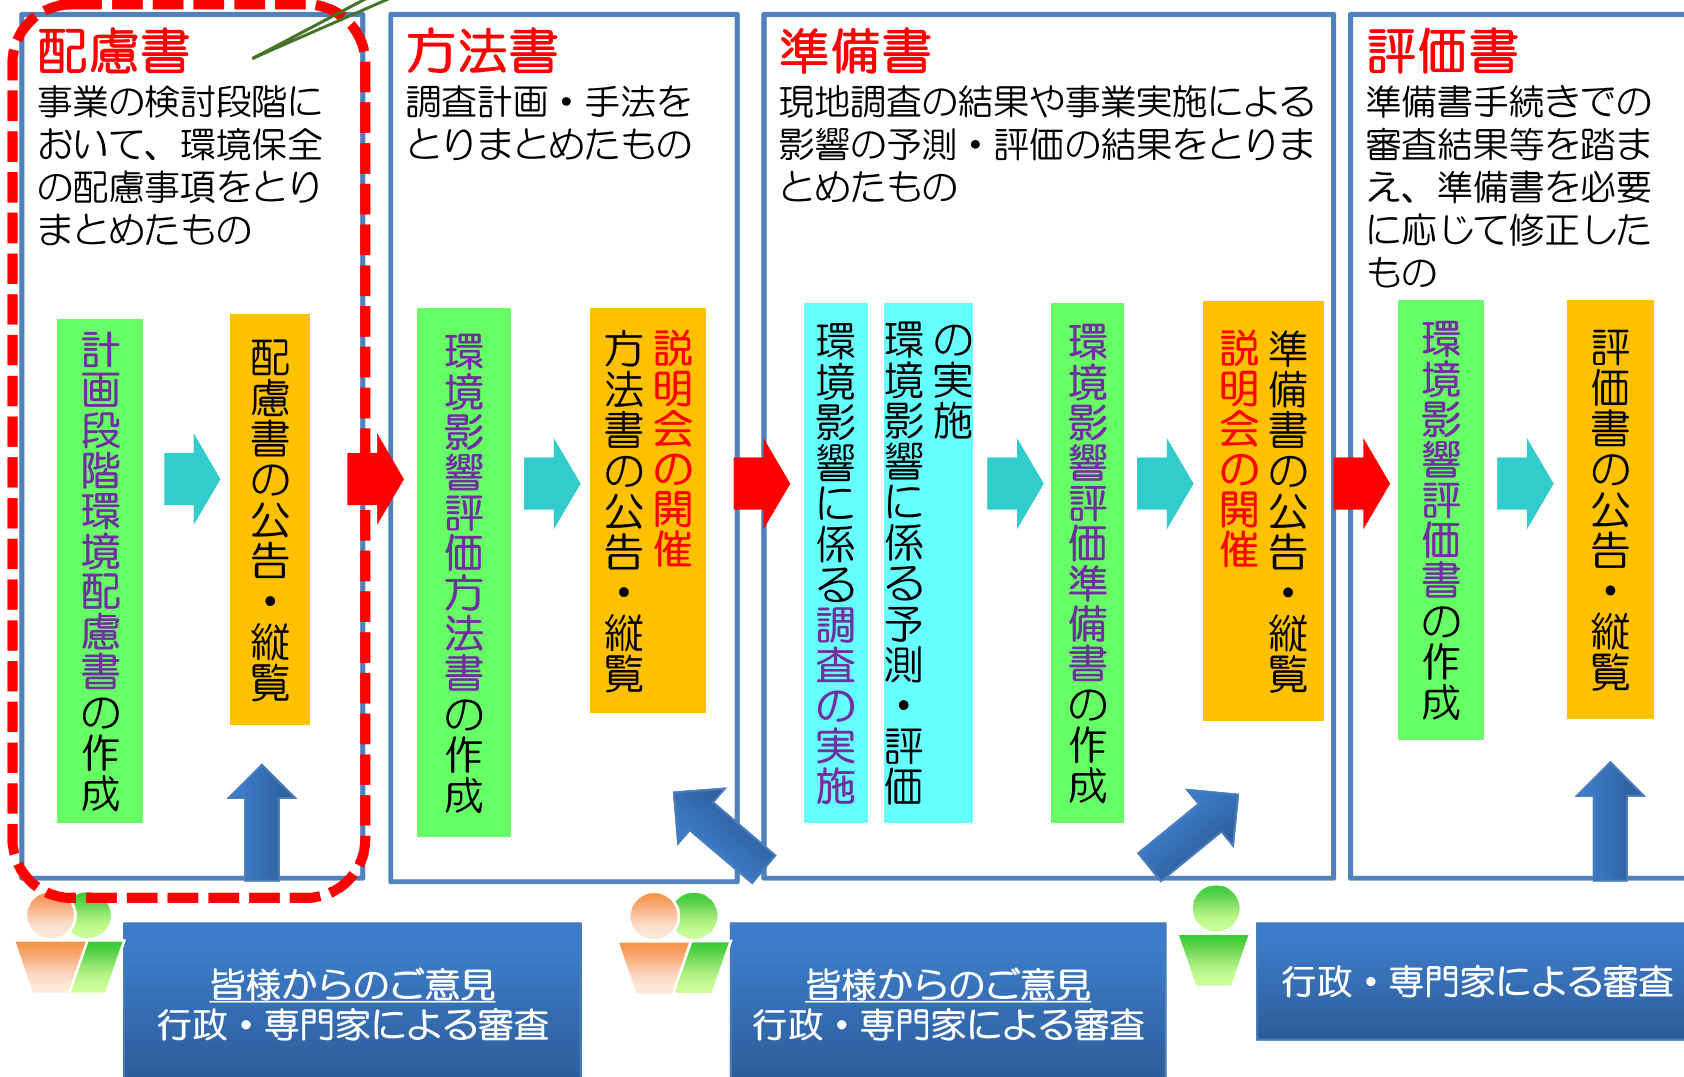 配慮書
事業の検討段階に
おいて、環境保全
の配慮事項をとり
まとめたもの
計画段階環境配慮書の作成
配慮書の公告・縦覧
方法書
調査計画・手法を
とりまとめたもの
環境影響評価方法書の作成
説明会の開催
方法書の公告・縦覧
準備書
現地調査の結果や事業実施による
影響の予測・評価の結果をとりま
とめたもの
環境影響に係る調査の実施
の実施
環境影響に係る予測・評価
環境影響評価準備書の作成
準備書の公告・縦覧
説明会の開催
評価書
準備書手続きでの
審査結果等を踏ま
え、準備書を必要
に応じて修正した
もの
環境影響評価書の作成
評価書の公告・縦覧
皆様からのご意見
行政・専門家による審査
皆様からのご意見
行政・専門家による審査
行政・専門家による審査